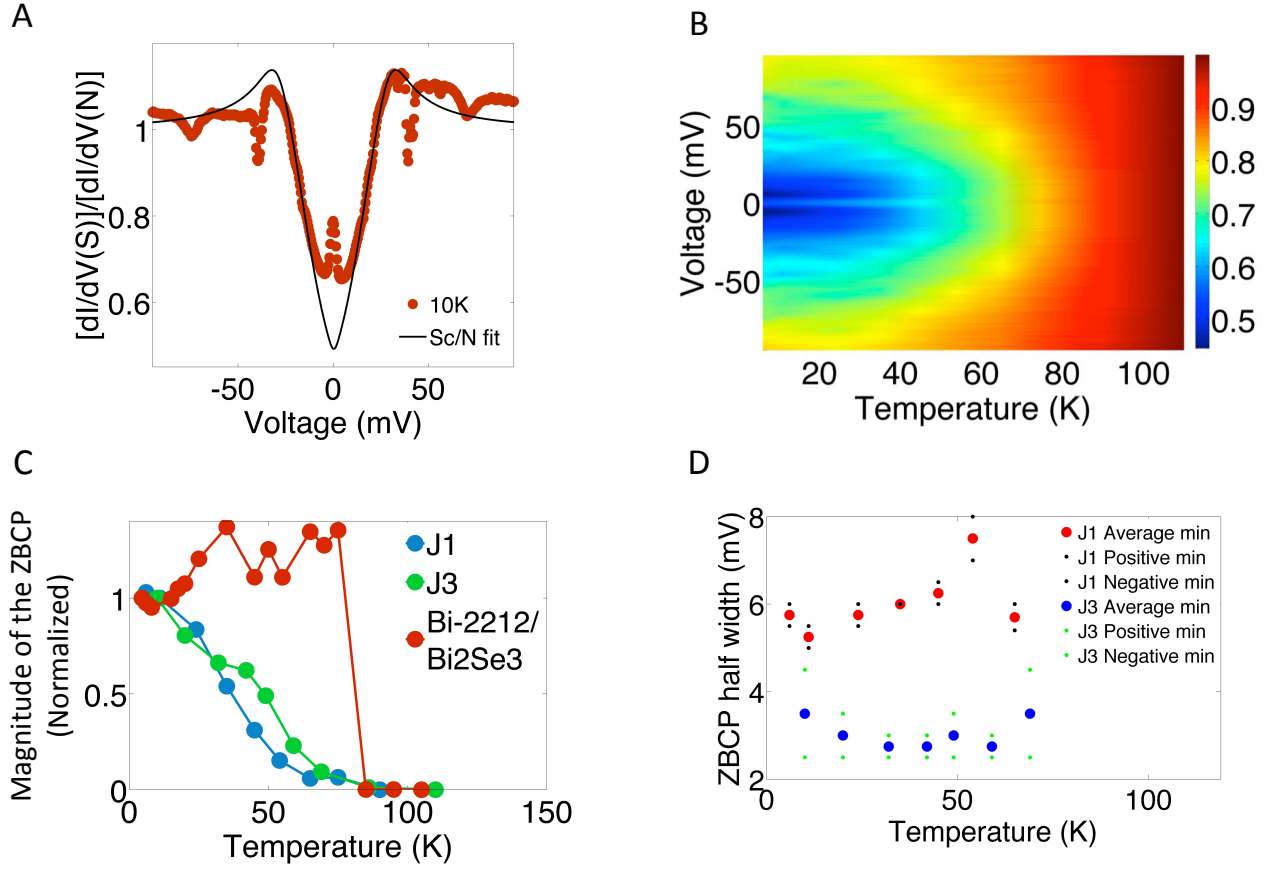 A
[dI/dV(S)]/[dI/dV(N)]
1
0.8
0.6
10K
Sc/N fit
-50 0 50
Voltage (mV)
B
Voltage (mV)
50
0
-50
20 40 60 80 100
Temperature (K)
0.9
0.8
0.7
0.6
0.5
C
Magnitude of the ZBCP
(Normalized)
1
0.5
0
J1
J3
Bi-2212/
Bi2Se3
0 50 100 150
Temperature (K)
D
ZBCP half width (mV)
8
6
4
2
J1 Average min
J1 Positive min
J1 Negative min
J3 Average min
J3 Positive min
J3 Negative min
0 50 100
Temperature (K)